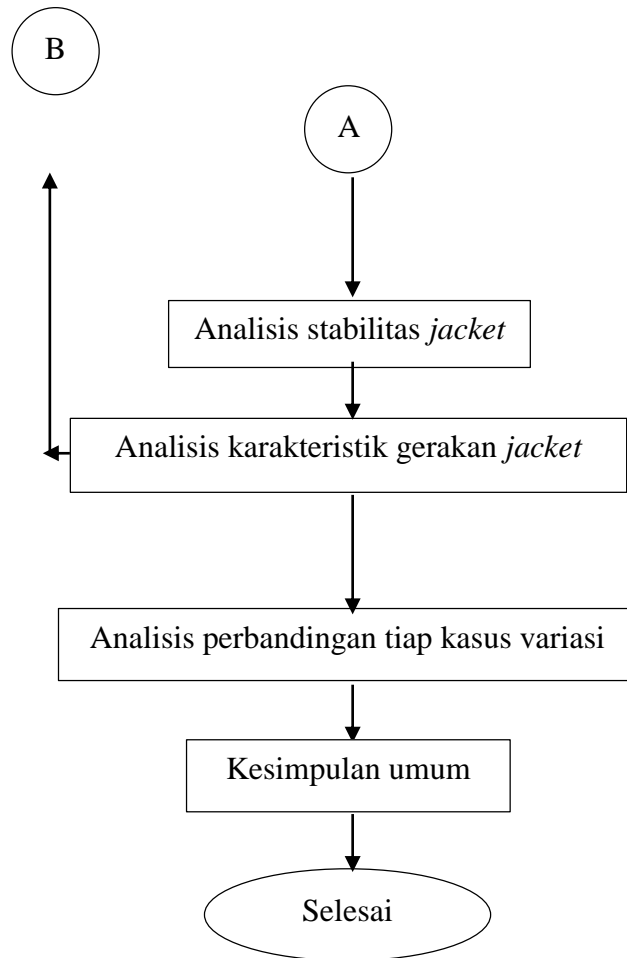 B
A
Analisis stabilitas jacket
Analisis karakteristik gerakan jacket
Analisis perbandingan tiap kasus variasi
Kesimpulan umum
Selesai